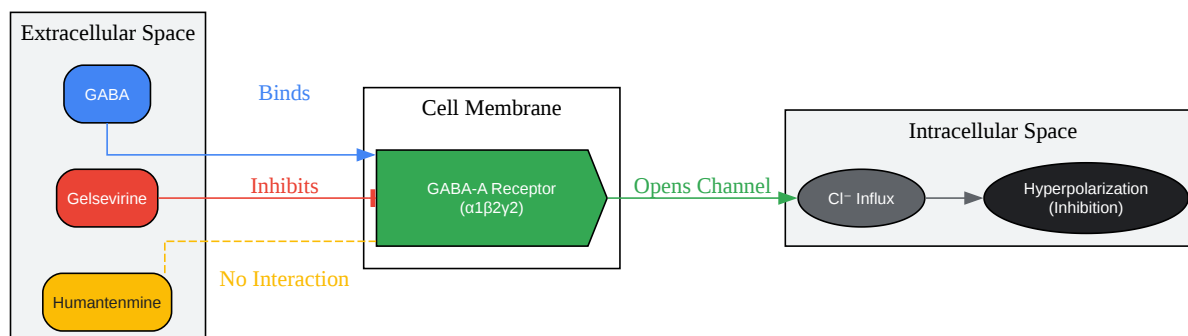 Extracellular Space
GABA
Binds
Cell Membrane
Intracellular Space
Gelsevirine
Inhibits
GABA-A Receptor
(α1β2γ2)
Opens Channel
Cl⁻ Influx
Hyperpolarization
(Inhibition)
No Interaction
Humantenmine